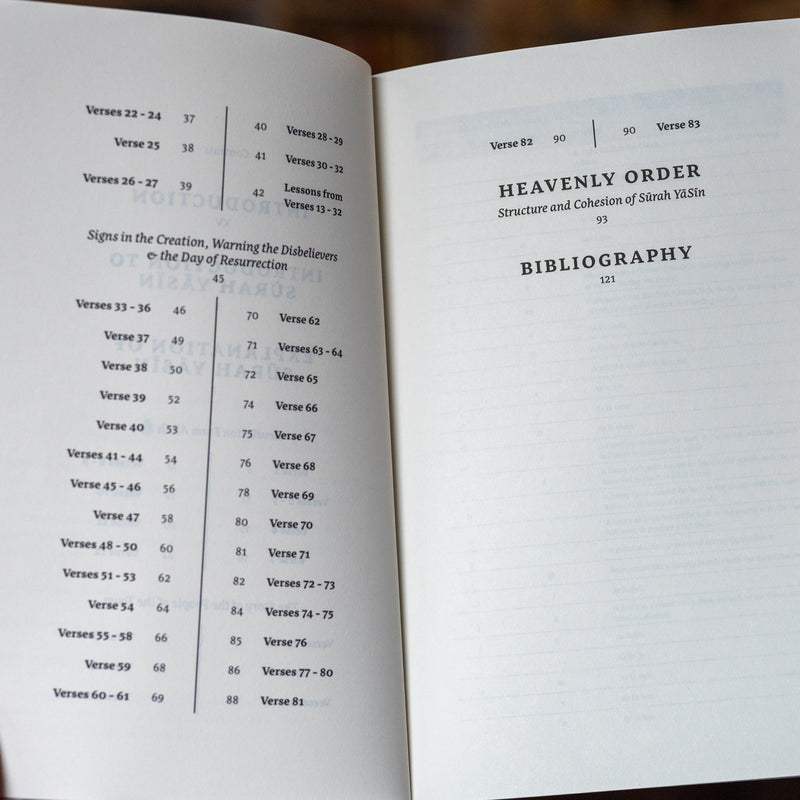 Verses 22 - 24 37
Verse 25 38
Verses 26 - 27 39
40 Verses 28 - 29
41 Verses 30 - 32
42 Lessons from
Verses 13 - 32
Signs in the Creation, Warning the Disbelievers
& the Day of Resurrection
45
Verses 33 - 36 46
Verse 37 49
Verse 38 50
Verse 39 52
Verse 40 53
Verses 41 - 44 54
Verse 45 - 46 56
Verse 47 58
Verses 48 - 50 60
Verses 51 - 53 62
Verse 54 64
Verses 55 - 58 66
Verse 59 68
Verses 60 - 61 69
70 Verse 62
71 Verses 63 - 64
72 Verse 65
74 Verse 66
75 Verse 67
76 Verse 68
78 Verse 69
80 Verse 70
81 Verse 71
82 Verses 72 - 73
84 Verses 74 - 75
85 Verse 76
86 Verses 77 - 80
88 Verse 81
Verse 82 90
90 Verse 83
HEAVENLY ORDER
Structure and Cohesion of Sūrah YāSīn
93
BIBLIOGRAPHY
121